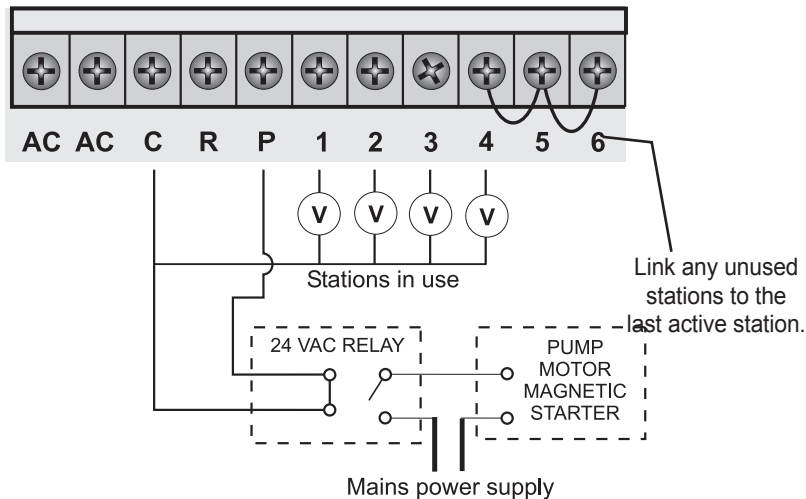 AC AC C R P 1 2 3 4 5 6
V V V V
Stations in use
Link any unused
stations to the
last active station.
24 VAC RELAY
PUMP
MOTOR
MAGNETIC
STARTER
Mains power supply